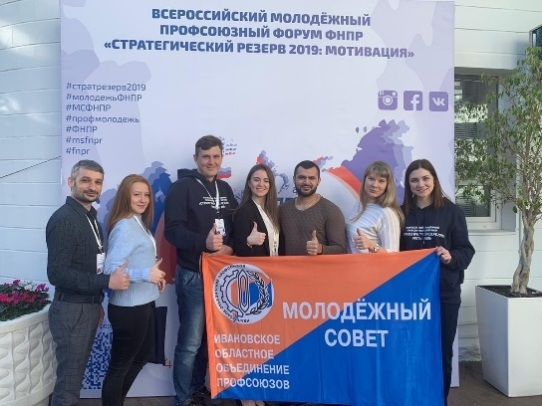 ВСЕРОССИЙСКИЙ МОЛОДЁЖНЫЙ
ПРОФСОЮЗНЫЙ ФОРУМ ФНПР
«СТРАТЕГИЧЕСКИЙ РЕЗЕРВ 2019: МОТИВАЦИЯ»
#стратрезерв2019
#молодежьФНПР
#МСФНПР
#профмолодежь
#ФНПР
#msfnpr
#fnpr
МОЛОДЁЖНЫЙ
СОВЕТ
ИВАНОВСКОЕ
ОБЛАСТНОЕ
ОБЪЕДИНЕНИЕ
ПРОФСОЮЗОВ